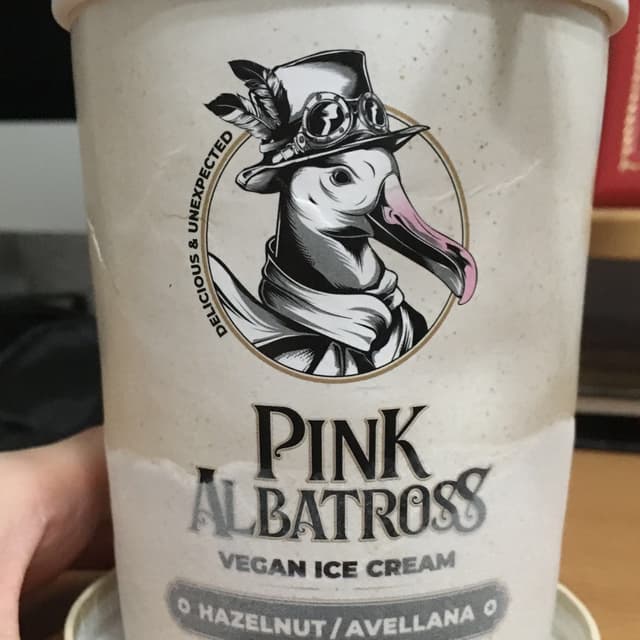 DELICIOUS & UNEXPECTED
PINK
ALBATROSS
VEGAN ICE CREAM
HAZELNUT / AVELLANA